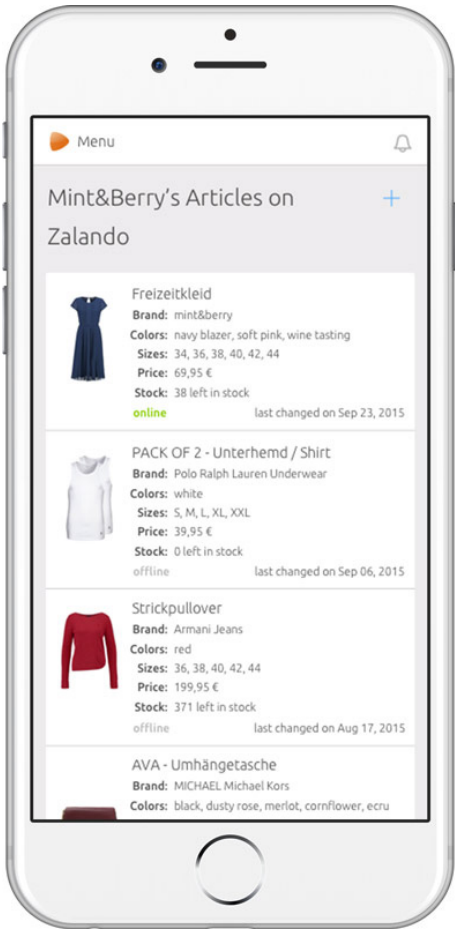 Menu
Mint&Berry's Articles on
Zalando
Freizeitkleid
Brand: mint&berry
Colors: navy blazer, soft pink, wine tasting
Sizes: 34, 36, 38, 40, 42, 44
Price: 69,95 €
Stock: 38 left in stock
online last changed on Sep 23, 2015
PACK OF 2 - Unterhemd / Shirt
Brand: Polo Ralph Lauren Underwear
Colors: white
Sizes: S, M, L, XL, XXL
Price: 39,95 €
Stock: 0 left in stock
offline last changed on Sep 06, 2015
Strickpullover
Brand: Armani Jeans
Colors: red
Sizes: 36, 38, 40, 42, 44
Price: 199,95 €
Stock: 371 left in stock
offline last changed on Aug 17, 2015
AVA - Umhängetasche
Brand: MICHAEL Michael Kors
Colors: black, dusty rose, merlot, cornflower, ecru